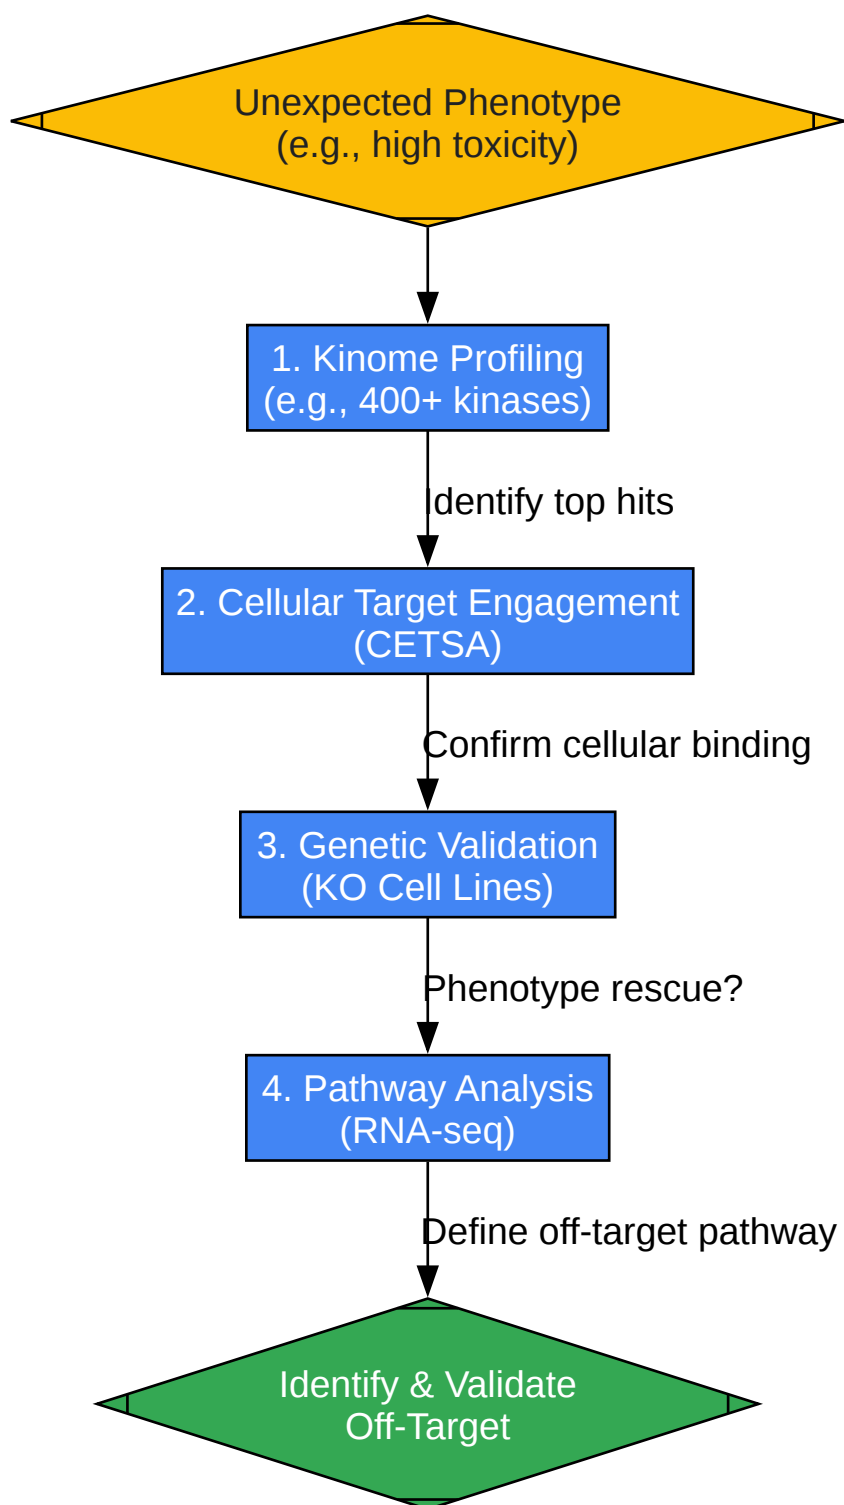 Unexpected Phenotype
(e.g., high toxicity)
1. Kinome Profiling
(e.g., 400+ kinases)
Identify top hits
2. Cellular Target Engagement
(CETSA)
Confirm cellular binding
3. Genetic Validation
(KO Cell Lines)
Phenotype rescue?
4. Pathway Analysis
(RNA-seq)
Define off-target pathway
Identify & Validate
Off-Target